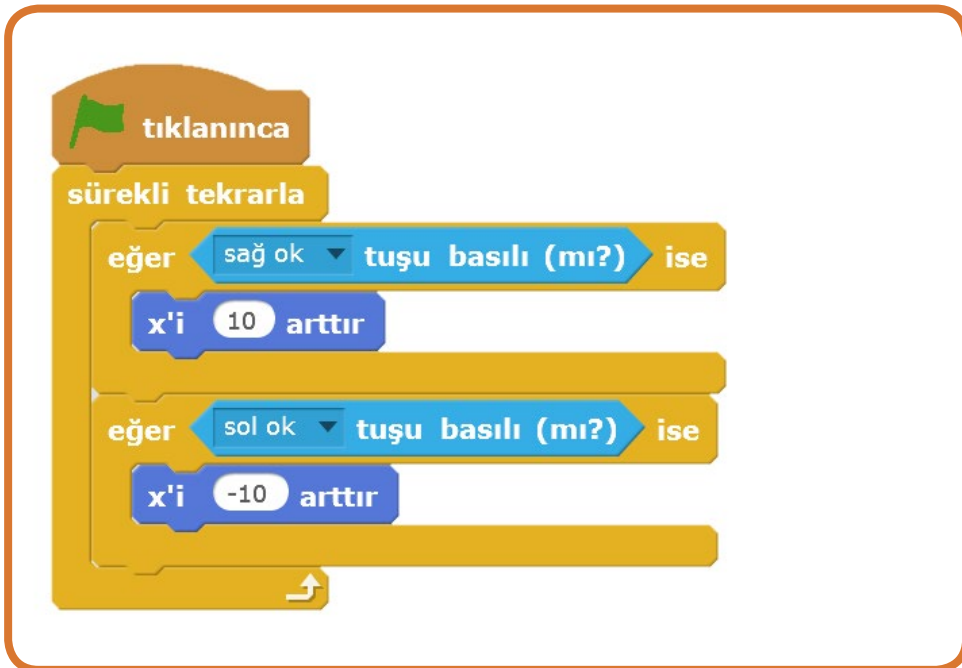 tıklanınca
sürekli tekrarla
eğer sağ ok tuşu basılı (mı?) ise
x'i 10 arttır
eğer sol ok tuşu basılı (mı?) ise
x'i -10 arttır